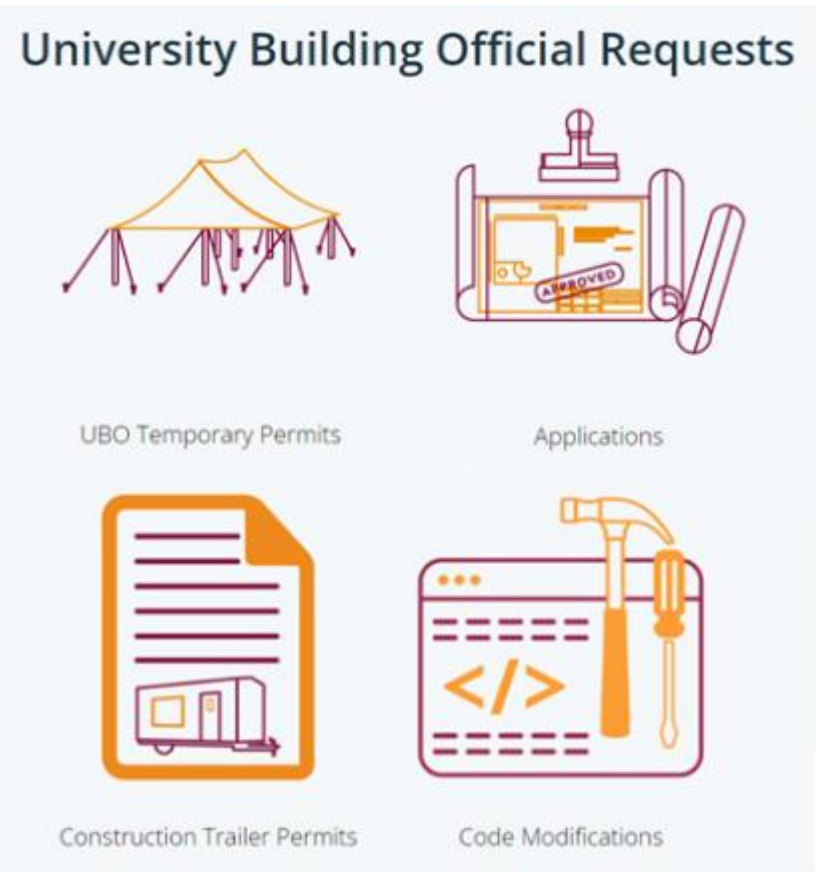 University Building Official Requests
APPROVED
UBO Temporary Permits
Applications
</>
Construction Trailer Permits
Code Modifications